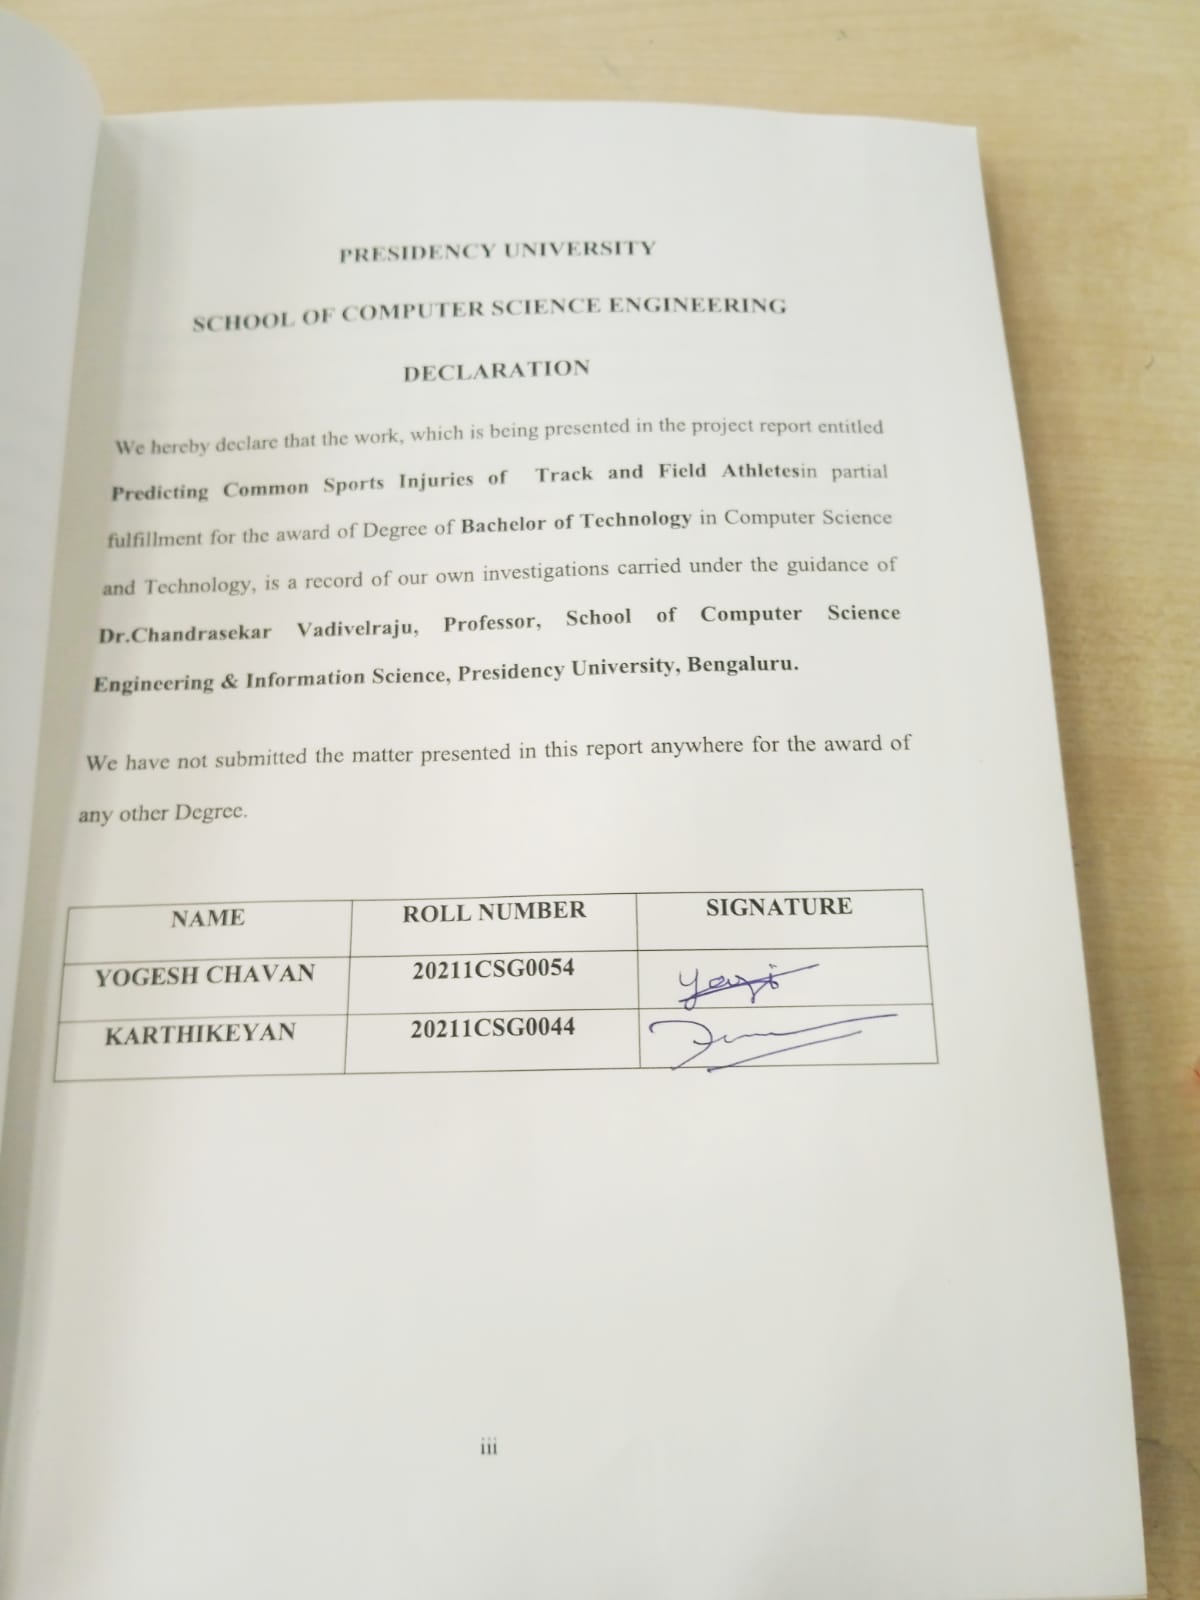 PRESIDENCY UNIVERSITY
SCHOOL OF COMPUTER SCIENCE ENGINEERING
DECLARATION
We hereby declare that the work, which is being presented in the project report entitled
Predicting Common Sports Injuries of Track and Field Athletesin partial
fulfillment for the award of Degree of Bachelor of Technology in Computer Science
and Technology, is a record of our own investigations carried under the guidance of
Dr.Chandrasekar Vadivelraju, Professor, School of Computer Science
Engineering & Information Science, Presidency University, Bengaluru.
We have not submitted the matter presented in this report anywhere for the award of
any other Degree.
NAME ROLL NUMBER SIGNATURE
YOGESH CHAVAN 20211CSG0054
KARTHIKEYAN 20211CSG0044
iii